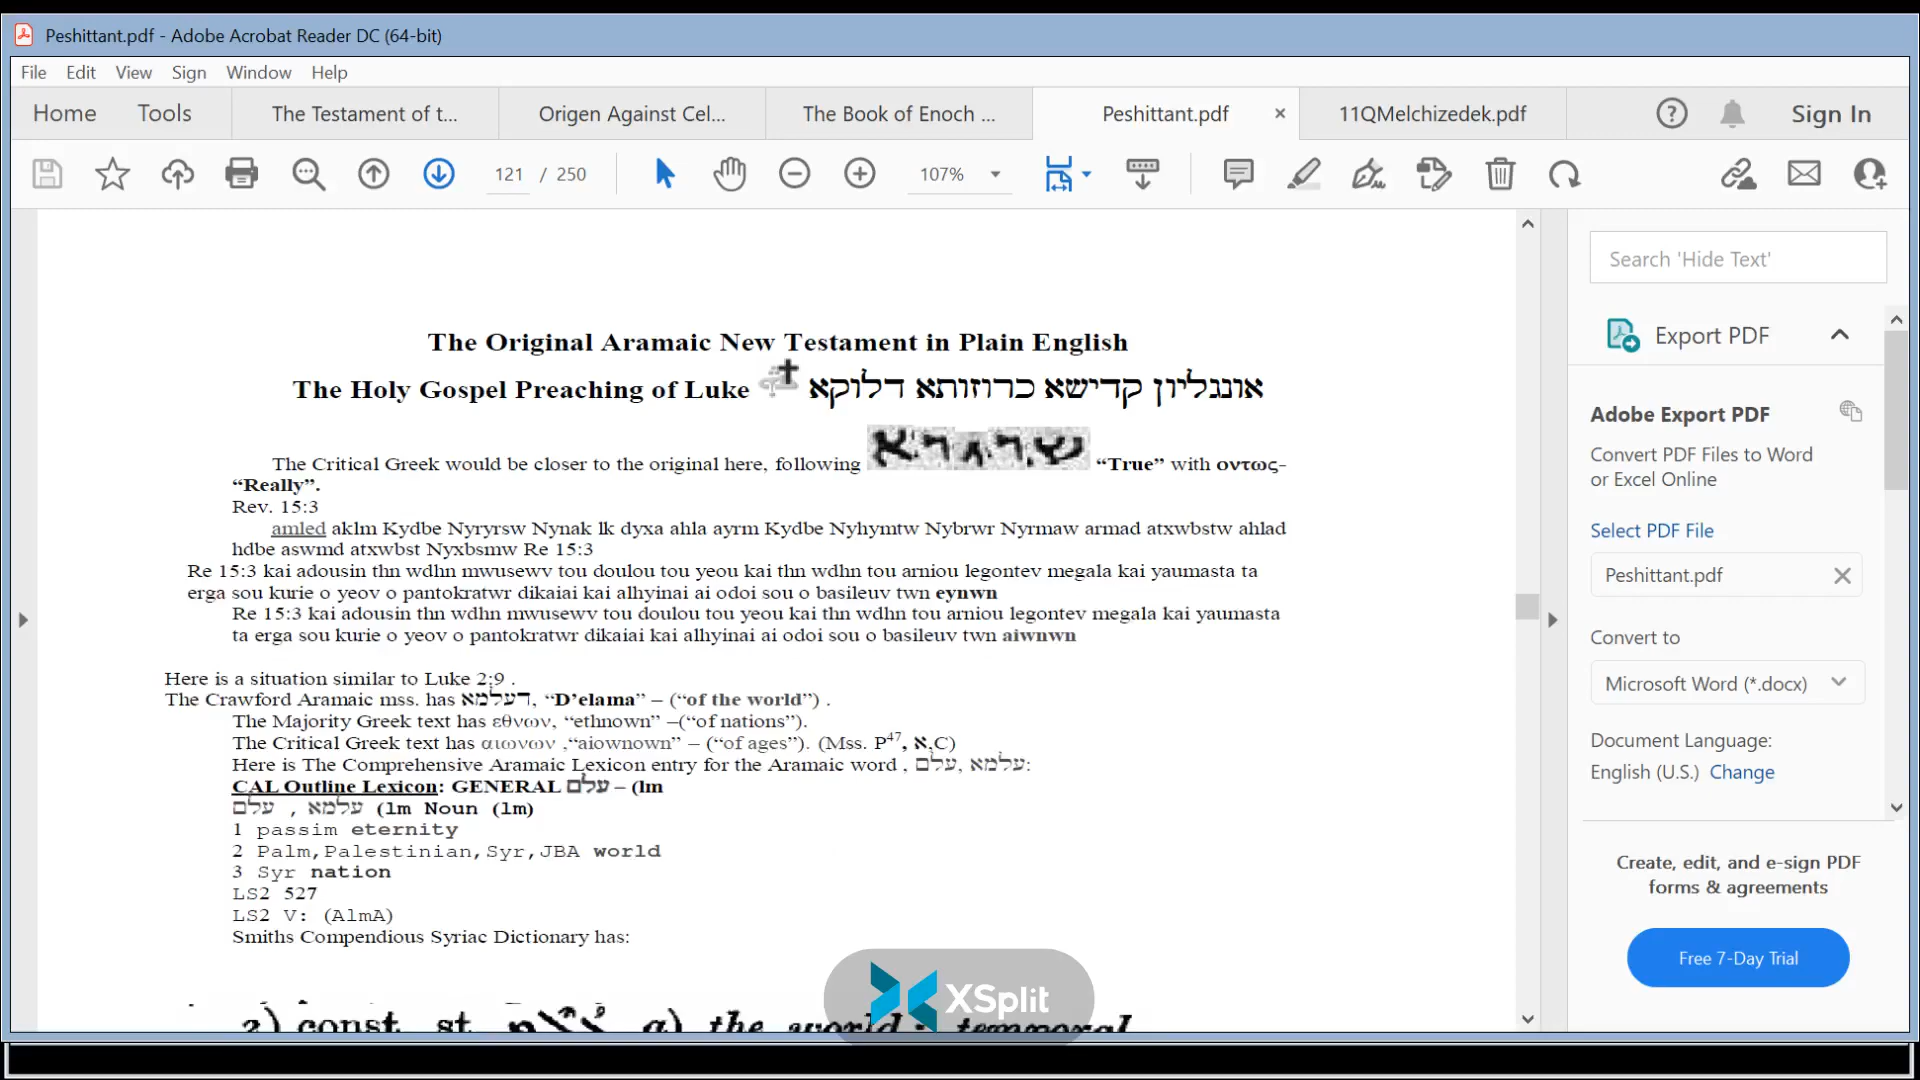 Peshittant.pdf - Adobe Acrobat Reader DC (64-bit)
File Edit View Sign Window Help
Home Tools The Testament of t... Origen Against Cel... The Book of Enoch ... Peshittant.pdf × 11QMelchizedek.pdf Sign In
121 / 250 107%
The Original Aramaic New Testament in Plain English
The Holy Gospel Preaching of Luke אונגליון קדישא כרוזותא דלוקא
The Critical Greek would be closer to the original here, following “True” with οντως-
“Really”.
Rev. 15:3
amled aklm Kydbe Nyryrsw Nynak lk dyxa ahla ayrm Kydbe Nyhymtw Nybrwr Nyrmaw armad atxwbstw ahlad
hdbe aswmd atxwbst Nyxbsmw Re 15:3
Re 15:3 kai adousin thn wdhn mwusewv tou doulou tou yeou kai thn wdhn tou arniou legontev megala kai yaumasta ta
erga sou kurie o yeov o pantokratwr dikaiai kai alhyinai ai odoi sou o basileuv twn eynwn
Re 15:3 kai adousin thn wdhn mwusewv tou doulou tou yeou kai thn wdhn tou arniou legontev megala kai yaumasta
ta erga sou kurie o yeov o pantokratwr dikaiai kai alhyinai ai odoi sou o basileuv twn aiwnwn
Here is a situation similar to Luke 2:9 .
The Crawford Aramaic mss. has דעלמא, “D’elama” – (“of the world”) .
The Majority Greek text has εθνων, “ethnown” –(“of nations”).
The Critical Greek text has αιωνων ,“aiownown” – (“of ages”). (Mss. P47, א,C)
Here is The Comprehensive Aramaic Lexicon entry for the Aramaic word , עלמא, עלם:
CAL Outline Lexicon: GENERAL עלם – (lm
עלמא , עלם (lm Noun (lm)
1 passim eternity
2 Palm,Palestinian,Syr,JBA world
3 Syr nation
LS2 527
LS2 V: (AlmA)
Smiths Compendious Syriac Dictionary has:
const. st. a) the world; temporal
XSplit
Search 'Hide Text'
Export PDF
Adobe Export PDF
Convert PDF Files to Word
or Excel Online
Select PDF File
Peshittant.pdf
Convert to
Microsoft Word (*.docx)
Document Language:
English (U.S.) Change
Create, edit, and e-sign PDF
forms & agreements
Free 7-Day Trial